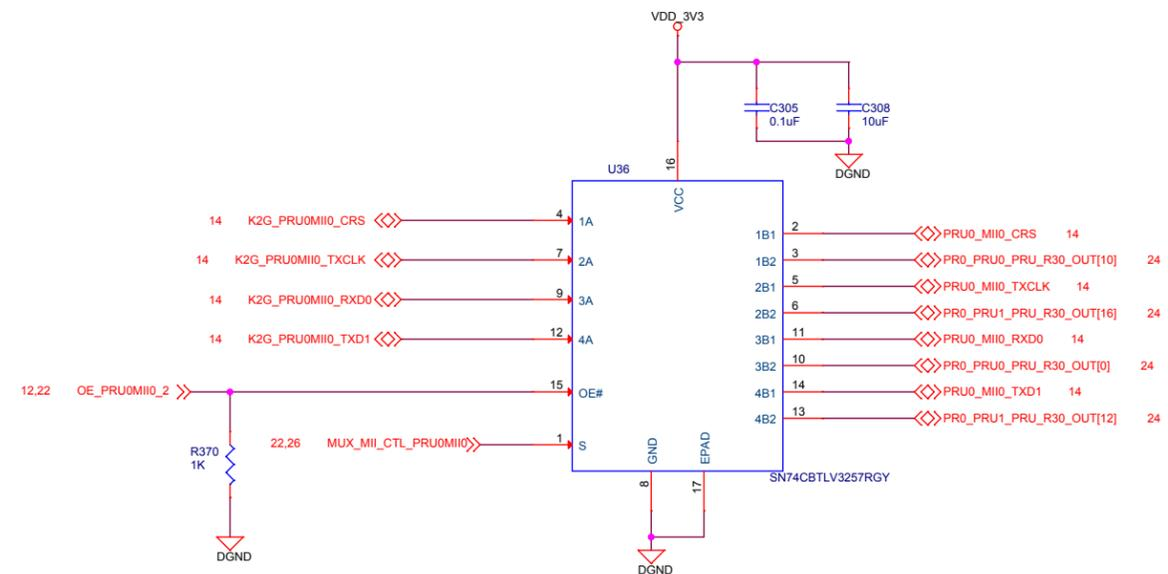 VDD_3V3
C305
0.1uF
C308
10uF
DGND
16
U36
VCC
14 K2G_PRU0MII0_CRS 4 1A
1B1 2 PRU0_MII0_CRS 14
14 K2G_PRU0MII0_TXCLK 7 2A
1B2 3 PR0_PRU0_PRU_R30_OUT[10] 24
2B1 5 PRU0_MII0_TXCLK 14
14 K2G_PRU0MII0_RXD0 9 3A
2B2 6 PR0_PRU1_PRU_R30_OUT[16] 24
14 K2G_PRU0MII0_TXD1 12 4A
3B1 11 PRU0_MII0_RXD0 14
3B2 10 PR0_PRU0_PRU_R30_OUT[0] 24
12,22 OE_PRU0MII0_2 15 OE#
4B1 14 PRU0_MII0_TXD1 14
4B2 13 PR0_PRU1_PRU_R30_OUT[12] 24
22,26 MUX_MII_CTL_PRU0MII0 1 S
R370
1K
GND
EPAD
8
17
SN74CBTLV3257RGY
DGND
DGND